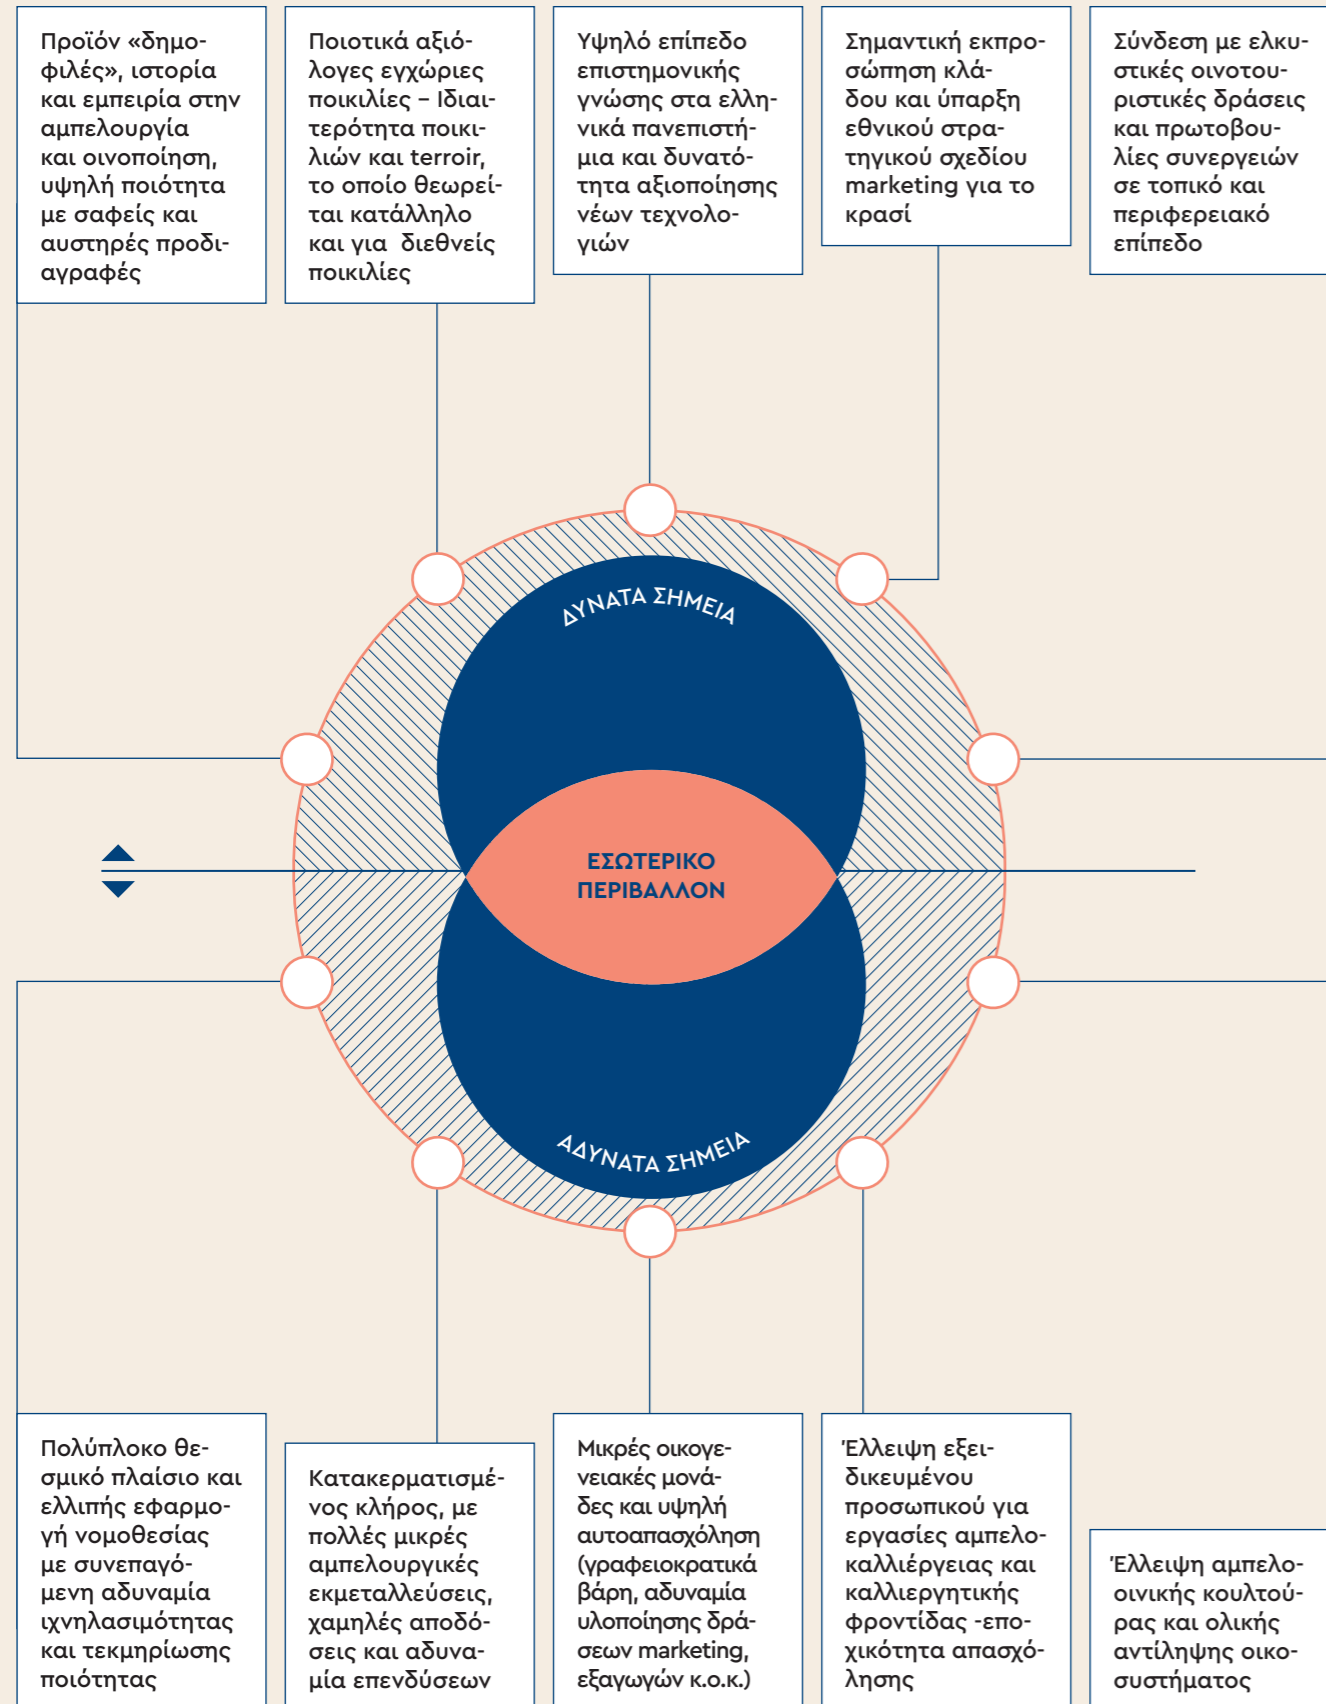 Προϊόν «δημο-
φιλές», ιστορία
και εμπειρία στην
αμπελουργία
και οινοποίηση,
υψηλή ποιότητα
με σαφείς και
αυστηρές προδι-
αγραφές
Ποιοτικά αξιό-
λογες εγχώριες
ποικιλίες – Ιδιαι-
τερότητα ποικι-
λιών και terroir,
το οποίο θεωρεί-
ται κατάλληλο
και για διεθνείς
ποικιλίες
Υψηλό επίπεδο
επιστημονικής
γνώσης στα ελλη-
νικά πανεπιστή-
μια και δυνατό-
τητα αξιοποίησης
νέων τεχνολο-
γιών
Σημαντική εκπρο-
σώπηση κλά-
δου και ύπαρξη
εθνικού στρα-
τηγικού σχεδίου
marketing για το
κρασί
Σύνδεση με ελκυ-
στικές οινοτου-
ριστικές δράσεις
και πρωτοβου-
λίες συνεργειών
σε τοπικό και
περιφερειακό
επίπεδο
ΔΥΝΑΤΑ ΣΗΜΕΙΑ
ΕΣΩΤΕΡΙΚΟ
ΠΕΡΙΒΑΛΛΟΝ
ΑΔΥΝΑΤΑ ΣΗΜΕΙΑ
Πολύπλοκο θε-
σμικό πλαίσιο και
ελλιπής εφαρμο-
γή νομοθεσίας
με συνεπαγό-
μενη αδυναμία
ιχνηλασιμότητας
και τεκμηρίωσης
ποιότητας
Κατακερματισμέ-
νος κλήρος, με
πολλές μικρές
αμπελουργικές
εκμεταλλεύσεις,
χαμηλές αποδό-
σεις και αδυνα-
μία επενδύσεων
Μικρές οικογε-
νειακές μονά-
δες και υψηλή
αυτοαπασχόληση
(γραφειοκρατικά
βάρη, αδυναμία
υλοποίησης δρά-
σεων marketing,
εξαγωγών κ.ο.κ.)
Έλλειψη εξει-
δικευμένου
προσωπικού για
εργασίες αμπελο-
καλλιέργειας και
καλλιεργητικής
φροντίδας -επο-
χικότητα απασχό-
λησης
Έλλειψη αμπελο-
οινικής κουλτού-
ρας και ολικής
αντίληψης οικο-
συστήματος